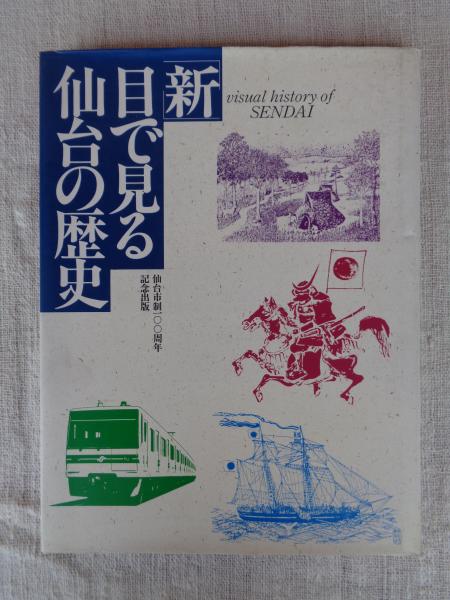 「新」
目で見る
仙台の歴史
visual history of
SENDAI
仙台市制一〇〇周年
記念出版